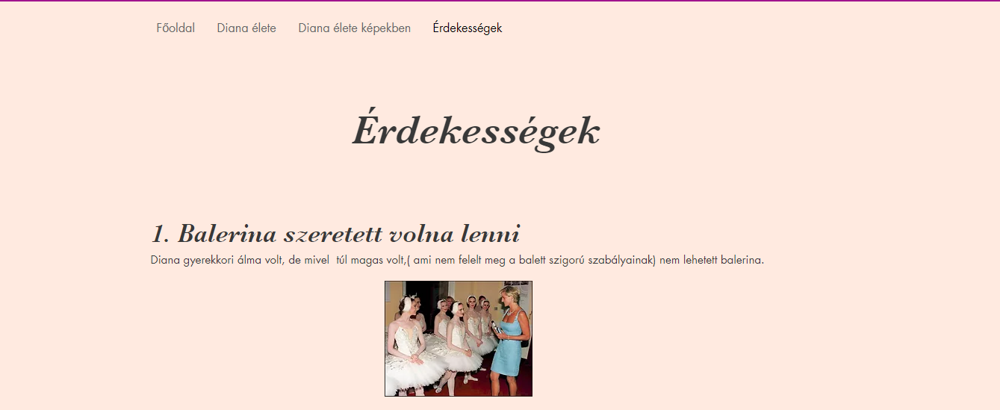 Főoldal Diana élete Diana élete képekben Érdekességek
Érdekességek
1. Balerina szeretett volna lenni
Diana gyerekkori álma volt, de mivel  túl magas volt,( ami nem felelt meg a balett szigorú szabályainak) nem lehetett balerina.